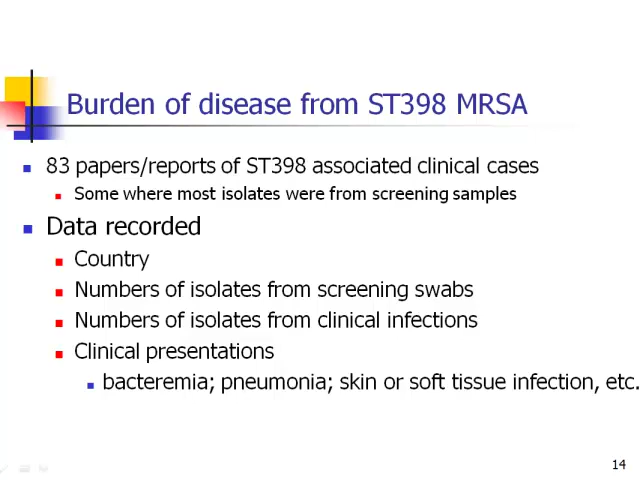 Burden of disease from ST398 MRSA
83 papers/reports of ST398 associated clinical cases
Some where most isolates were from screening samples
Data recorded
Country
Numbers of isolates from screening swabs
Numbers of isolates from clinical infections
Clinical presentations
bacteremia; pneumonia; skin or soft tissue infection, etc.
14